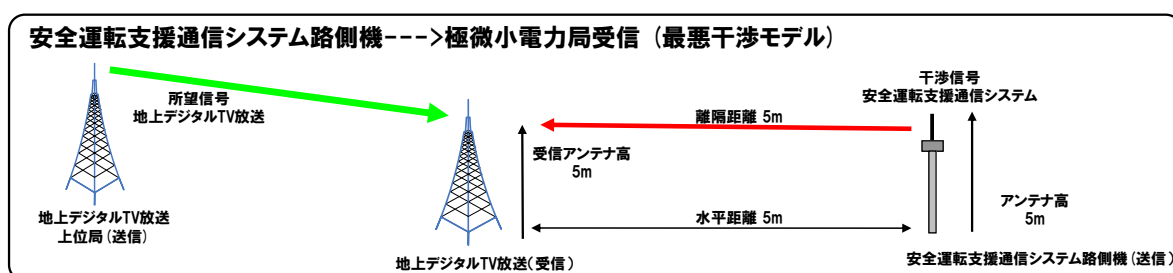 安全運転支援通信システム路側機--->極微小電力局受信 (最悪干渉モデル)
所望信号
地上デジタルTV放送
干渉信号
安全運転支援通信システム
離隔距離 5m
受信アンテナ高
5m
水平距離 5m
アンテナ高
5m
地上デジタルTV放送
上位局(送信)
地上デジタルTV放送(受信)
安全運転支援通信システム路側機(送信)